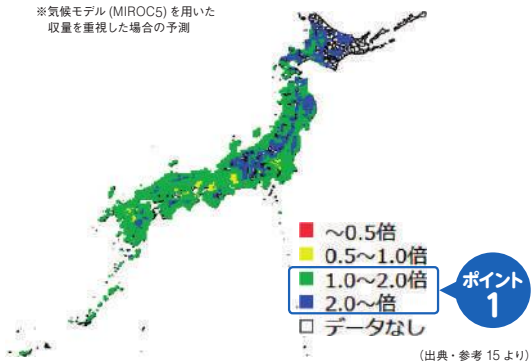 ※気候モデル (MIROC5) を用いた
収量を重視した場合の予測
～0.5倍
0.5～1.0倍
1.0～2.0倍
2.0～倍
データなし
ポイント
1
(出典・参考 15 より)